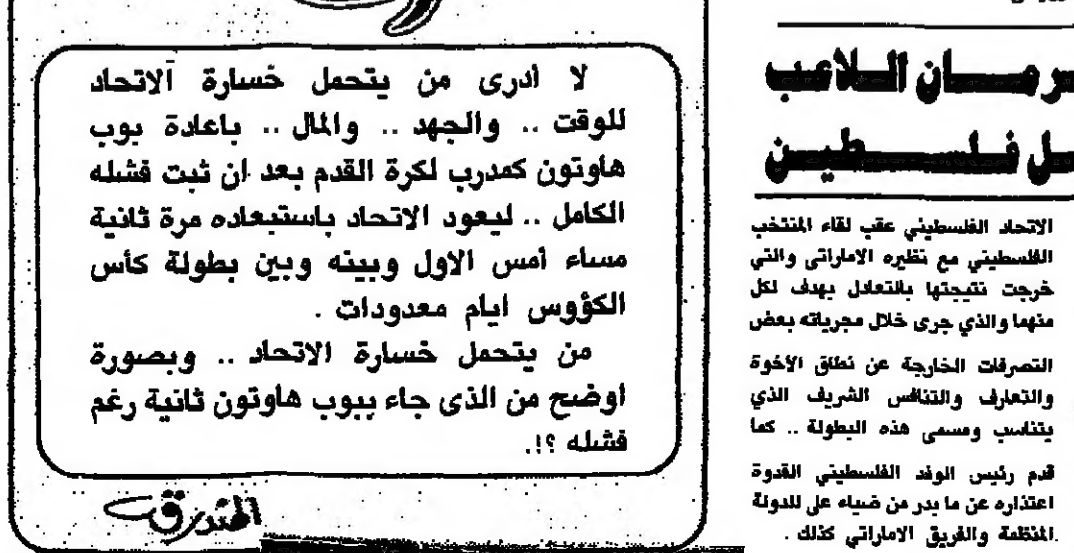 لا أدرى من يتحمل خسارة ألاتحاد
للوقت .. والجهد .. والمال .. باعادة بوب
هاوتون كمدرب لكرة القدم بعد ان ثبت فشله
الكامل .. ليعود الاتحاد باستبعاده مرة ثانية
مساء أمس الاول وبينه وبين بطولة كأس
الكؤوس ايام معدودات .
من يتحمل خسارة الاتحاد .. وبصورة
اوضح من الذى جاء ببوب هاوتون ثانية رغم
فشله ؟!.
اللاعب
فلسطين
الاتحاد الفلسطيني عقب لقاء المنتخب
الفلسطيني مع نظيره الاماراتى والتي
خرجت نتيجتها بالتعادل بهدف لكل
منهما والذي جرى خلال مجرياته بعض
التصرفات الخارجة عن نطاق الأخوة
والتعارف والتنافس الشريف الذي
يتناسب ومسمى هذه البطولة .. كما
قدم رئيس الوفد الفلسطيني القدوة
اعتذاره عن ما بدر من ضياء على للدولة
المنظمة والفريق الاماراتي كذلك .